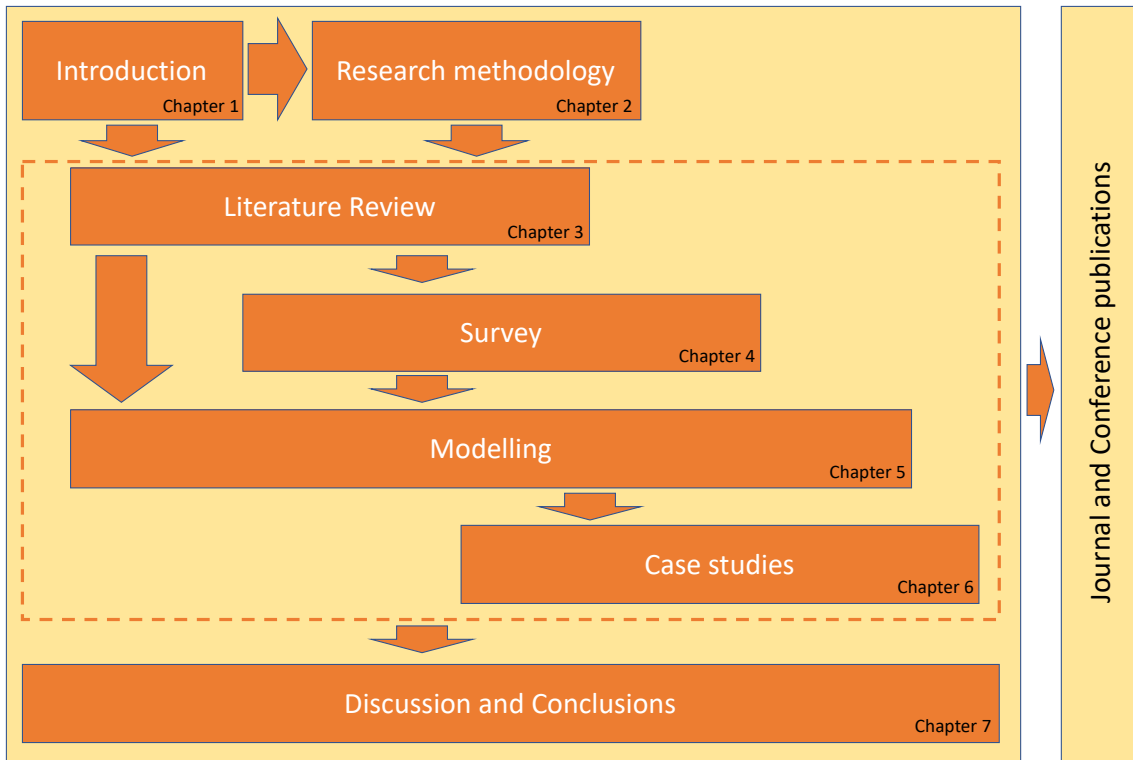 Introduction
Chapter 1
Research methodology
Chapter 2
Literature Review
Chapter 3
Survey
Chapter 4
Modelling
Chapter 5
Case studies
Chapter 6
Discussion and Conclusions
Chapter 7
Journal and Conference publications